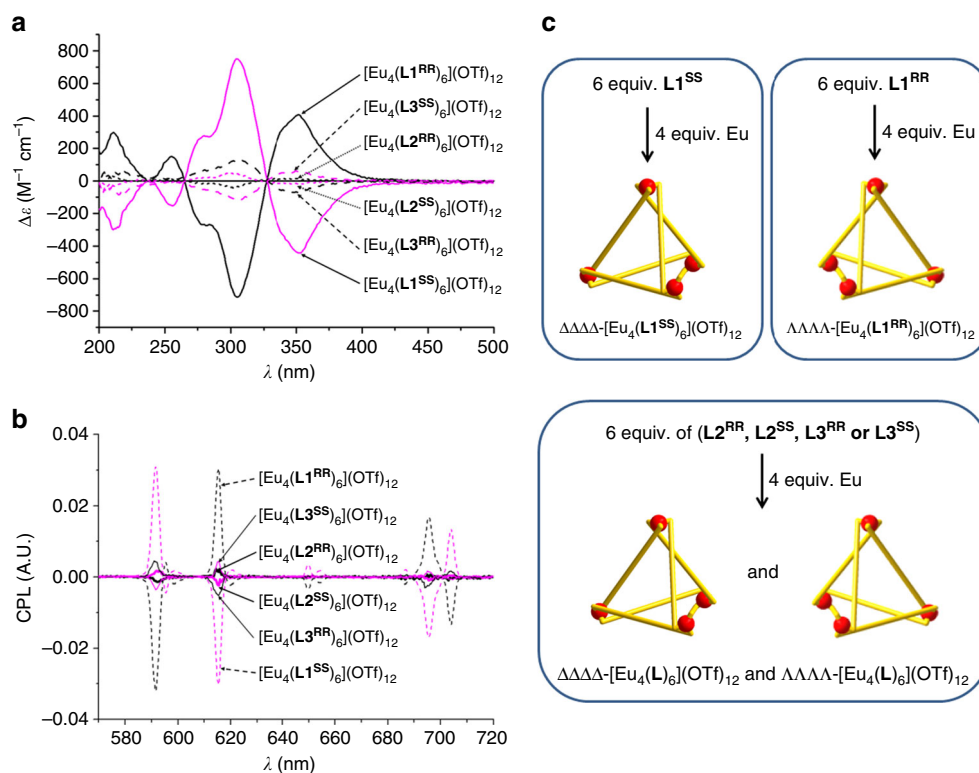 a
800
600
400
200
0
−200
−400
−600
−800
Δε (M⁻¹ cm⁻¹)
[Eu₄(L1ᴿᴿ)₆](OTf)₁₂
[Eu₄(L3ˢˢ)₆](OTf)₁₂
[Eu₄(L2ᴿᴿ)₆](OTf)₁₂
[Eu₄(L2ˢˢ)₆](OTf)₁₂
[Eu₄(L3ᴿᴿ)₆](OTf)₁₂
[Eu₄(L1ˢˢ)₆](OTf)₁₂
200 250 300 350 400 450 500
λ (nm)
b
0.04
0.02
0.00
−0.02
−0.04
CPL (A.U.)
[Eu₄(L1ᴿᴿ)₆](OTf)₁₂
[Eu₄(L3ˢˢ)₆](OTf)₁₂
[Eu₄(L2ᴿᴿ)₆](OTf)₁₂
[Eu₄(L2ˢˢ)₆](OTf)₁₂
[Eu₄(L3ᴿᴿ)₆](OTf)₁₂
[Eu₄(L1ˢˢ)₆](OTf)₁₂
580 600 620 640 660 680 700 720
λ (nm)
c
6 equiv. L1ˢˢ
4 equiv. Eu
ΔΔΔΔ-[Eu₄(L1ˢˢ)₆](OTf)₁₂
6 equiv. L1ᴿᴿ
4 equiv. Eu
ΛΛΛΛ-[Eu₄(L1ᴿᴿ)₆](OTf)₁₂
6 equiv. of (L2ᴿᴿ, L2ˢˢ, L3ᴿᴿ or L3ˢˢ)
4 equiv. Eu
and
ΔΔΔΔ-[Eu₄(L)₆](OTf)₁₂ and ΛΛΛΛ-[Eu₄(L)₆](OTf)₁₂